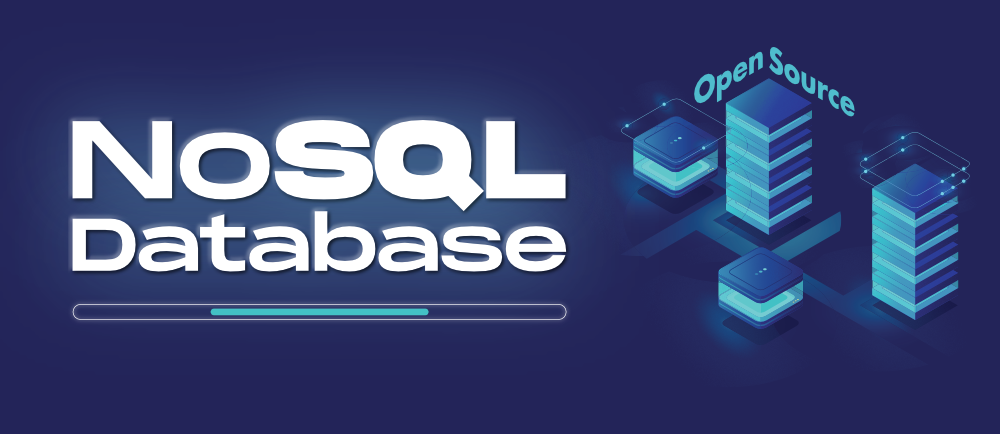 NoSQL
Database
Open Source